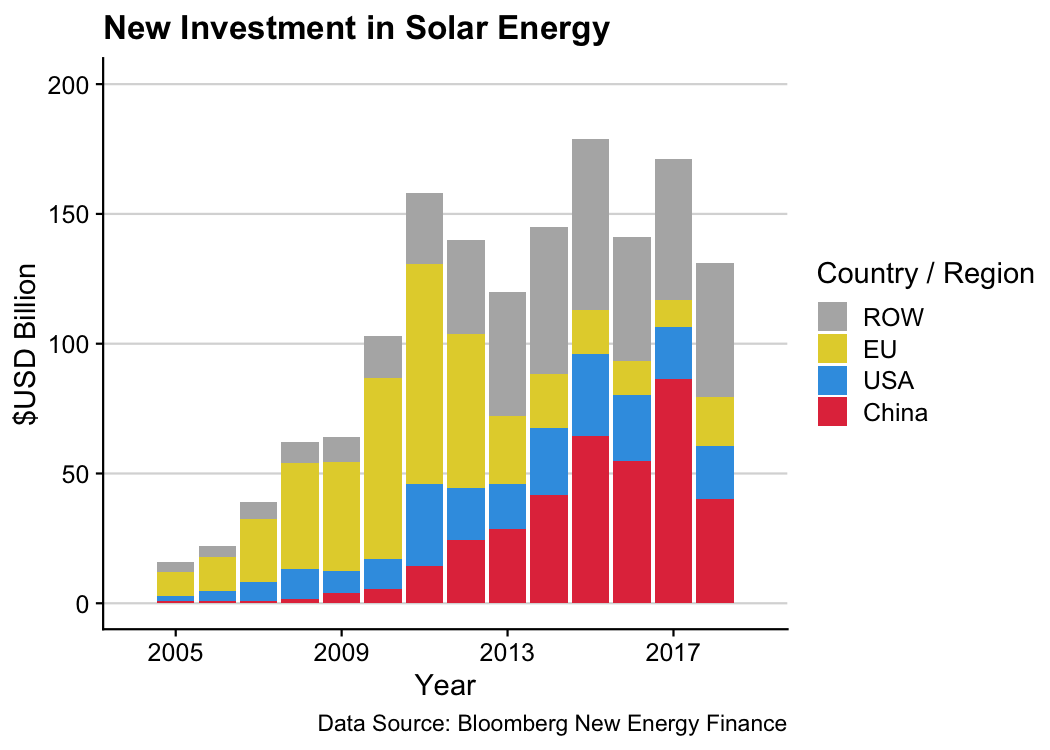 New Investment in Solar Energy
200
150
100
50
0
$USD Billion
2005 2009 2013 2017
Year
Country / Region
ROW
EU
USA
China
Data Source: Bloomberg New Energy Finance